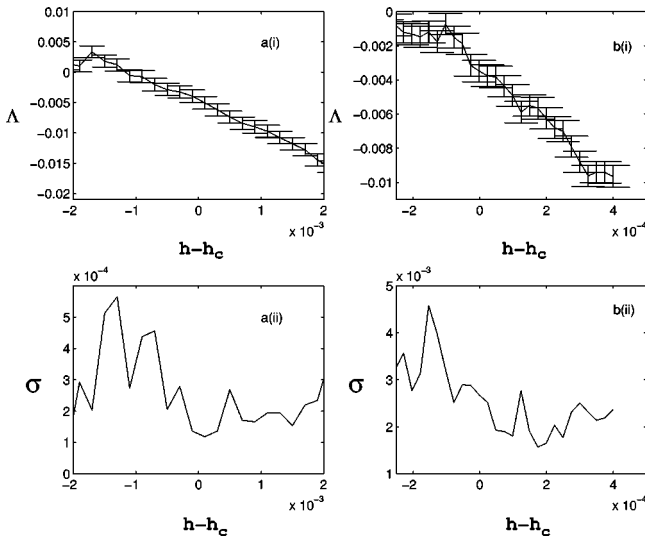 0.01
0.005
0
−0.005
−0.01
−0.015
−0.02
Λ
a(i)
−2
−1
0
1
2
x 10⁻³
h−h_c
0
−0.002
−0.004
−0.006
−0.008
−0.01
Λ
b(i)
−2
0
2
4
x 10⁻⁴
h−h_c
x 10⁻⁴
6
5
4
3
2
1
0
σ
a(ii)
−2
−1
0
1
2
x 10⁻³
h−h_c
x 10⁻³
5
4
3
2
1
σ
b(ii)
−2
0
2
4
x 10⁻⁴
h−h_c